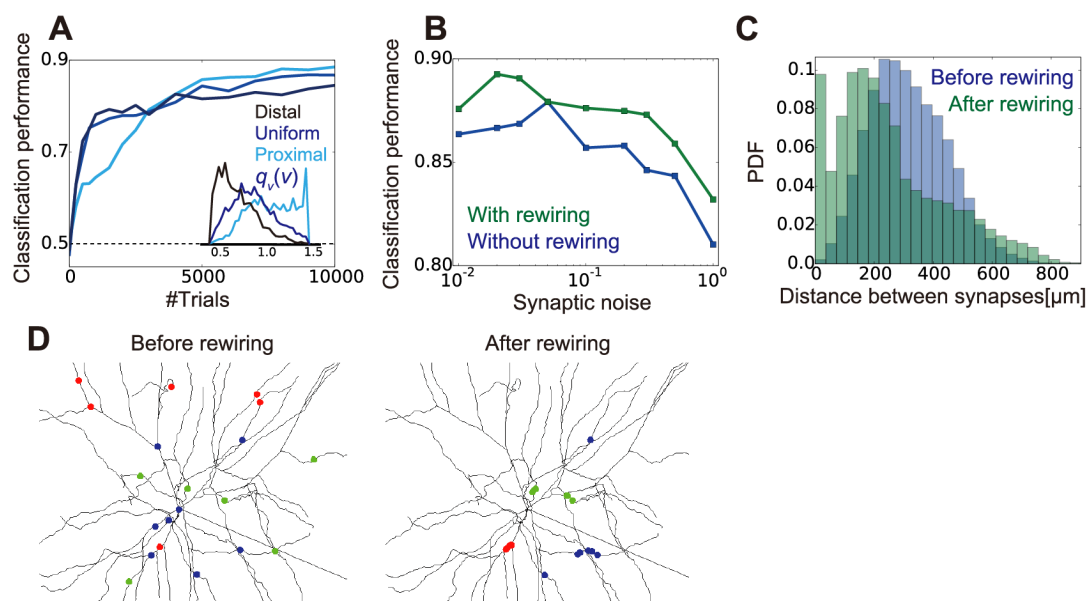 A
Classification performance
0.9
0.7
0.5
Distal
Uniform
Proximal
qv(v)
0.5 1.0 1.5
0 5000 10000
#Trials
B
Classification performance
0.90
0.85
0.80
With rewiring
Without rewiring
10-2 10-1 100
Synaptic noise
C
PDF
0.1
0.08
0.06
0.04
0.02
0.0
Before rewiring
After rewiring
0 200 400 600 800
Distance between synapses[μm]
D
Before rewiring
After rewiring